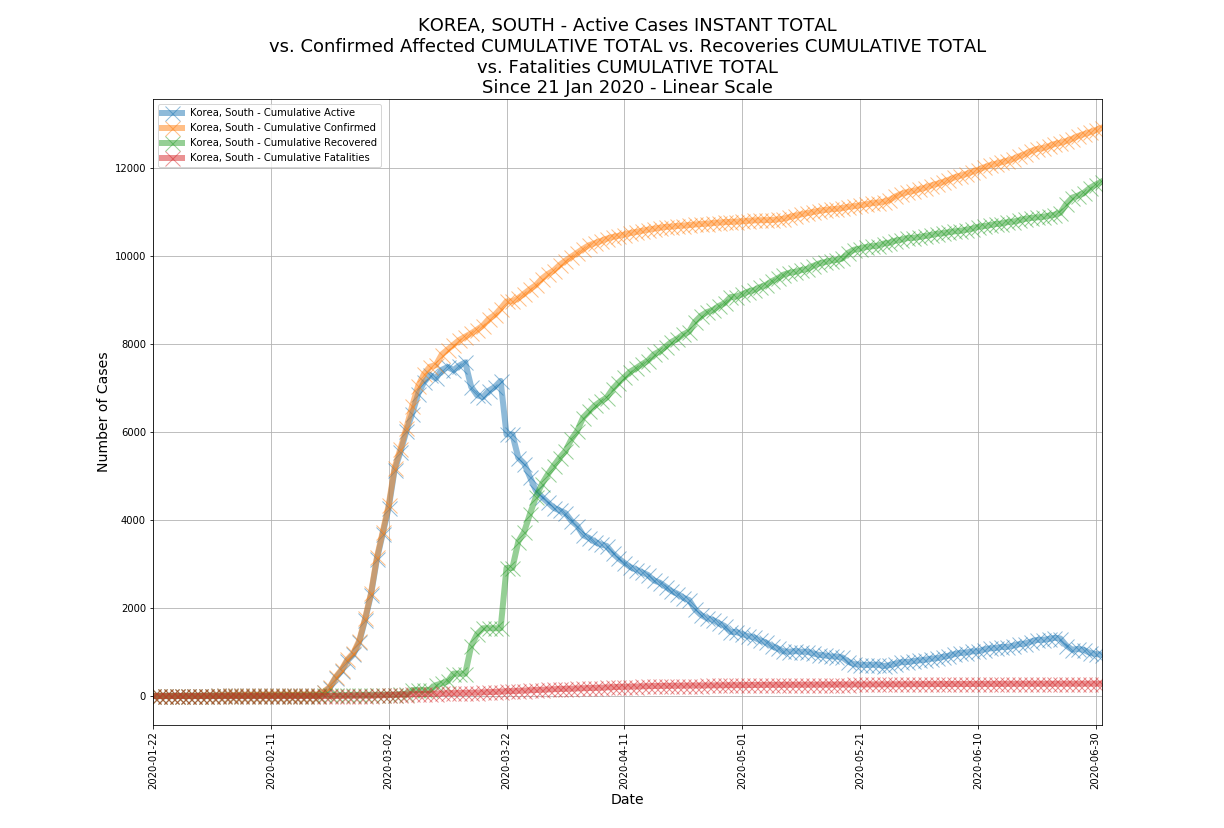 KOREA, SOUTH - Active Cases INSTANT TOTAL
vs. Confirmed Affected CUMULATIVE TOTAL vs. Recoveries CUMULATIVE TOTAL
vs. Fatalities CUMULATIVE TOTAL
Since 21 Jan 2020 - Linear Scale
Korea, South - Cumulative Active
Korea, South - Cumulative Confirmed
Korea, South - Cumulative Recovered
Korea, South - Cumulative Fatalities
Number of Cases
12000
10000
8000
6000
4000
2000
0
2020-01-22
2020-02-11
2020-03-02
2020-03-22
2020-04-11
2020-05-01
2020-05-21
2020-06-10
2020-06-30
Date